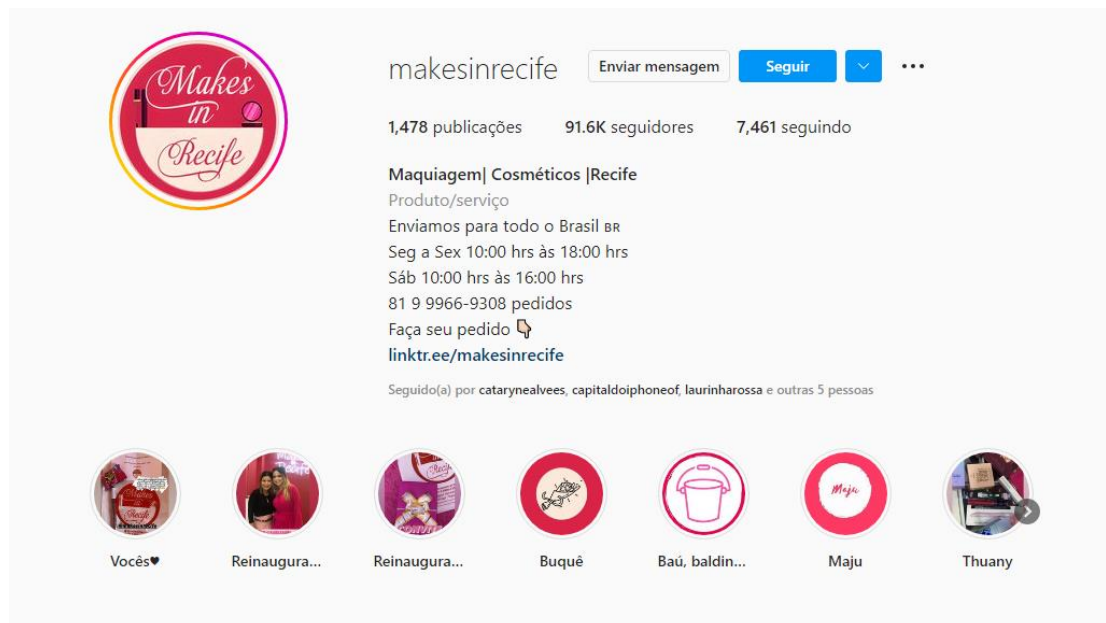 Makes
in
Recife
makesinrecife Enviar mensagem Seguir
1,478 publicações 91.6K seguidores 7,461 seguindo
Maquiagem| Cosméticos |Recife
Produto/serviço
Enviamos para todo o Brasil BR
Seg a Sex 10:00 hrs às 18:00 hrs
Sáb 10:00 hrs às 16:00 hrs
81 9 9966-9308 pedidos
Faça seu pedido 👇🏻
linktr.ee/makesinrecife
Seguido(a) por catarynealvees, capitaldoiphoneof, laurinharossa e outras 5 pessoas
Maju
Vocês♥ Reinaugura... Reinaugura... Buquê Baú, baldin... Maju Thuany